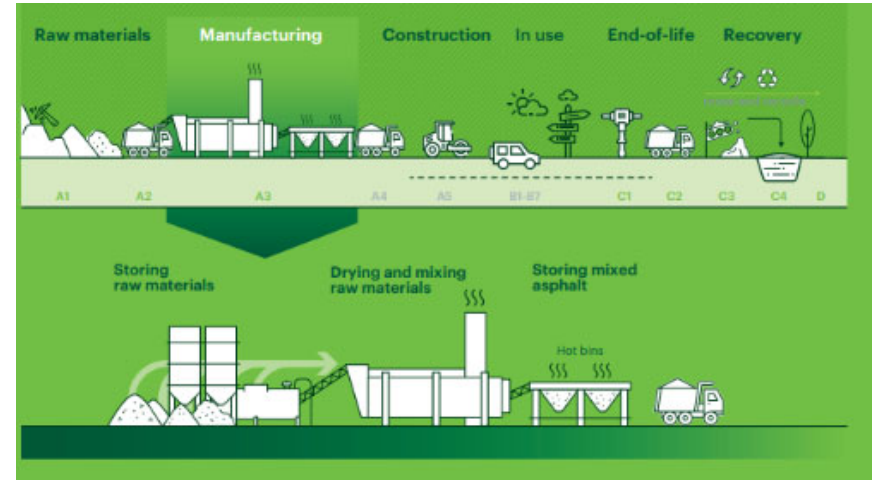 Raw materials
Manufacturing
Construction
In use
End-of-life
Recovery
A1
A2
A3
A4
A5
B1-B7
C1
C2
C3
C4
D
Storing
raw materials
Drying and mixing
raw materials
Storing mixed
asphalt
Hot bins